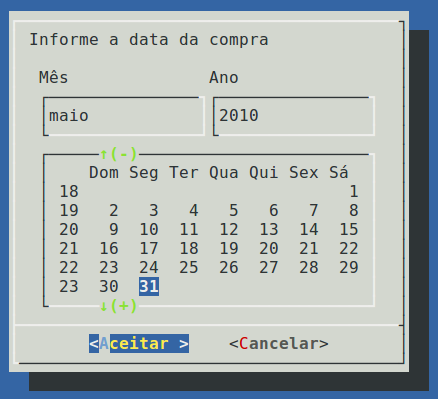 Informe a data da compra
Mês Ano
maio 2010
↑(-)
Dom Seg Ter Qua Qui Sex Sá
18 1
19 2 3 4 5 6 7 8
20 9 10 11 12 13 14 15
21 16 17 18 19 20 21 22
22 23 24 25 26 27 28 29
23 30 31
↓(+)
<Aceitar > <Cancelar>